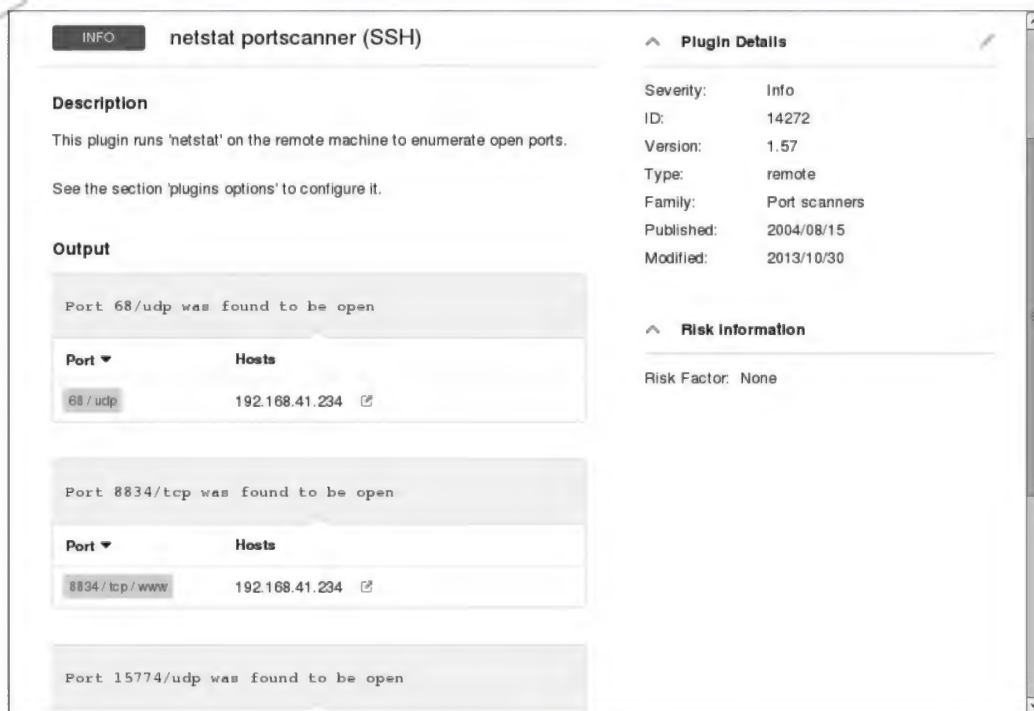 INFO netstat portscanner (SSH)
Description
This plugin runs 'netstat' on the remote machine to enumerate open ports.
See the section 'plugins options' to configure it.
Output
Port 68/udp was found to be open
Port Hosts
68 / udp 192.168.41.234
Port 8834/tcp was found to be open
Port Hosts
8834 / tcp / www 192.168.41.234
Port 15774/udp was found to be open
Plugin Details
Severity: Info
ID: 14272
Version: 1.57
Type: remote
Family: Port scanners
Published: 2004/08/15
Modified: 2013/10/30
Risk Information
Risk Factor: None